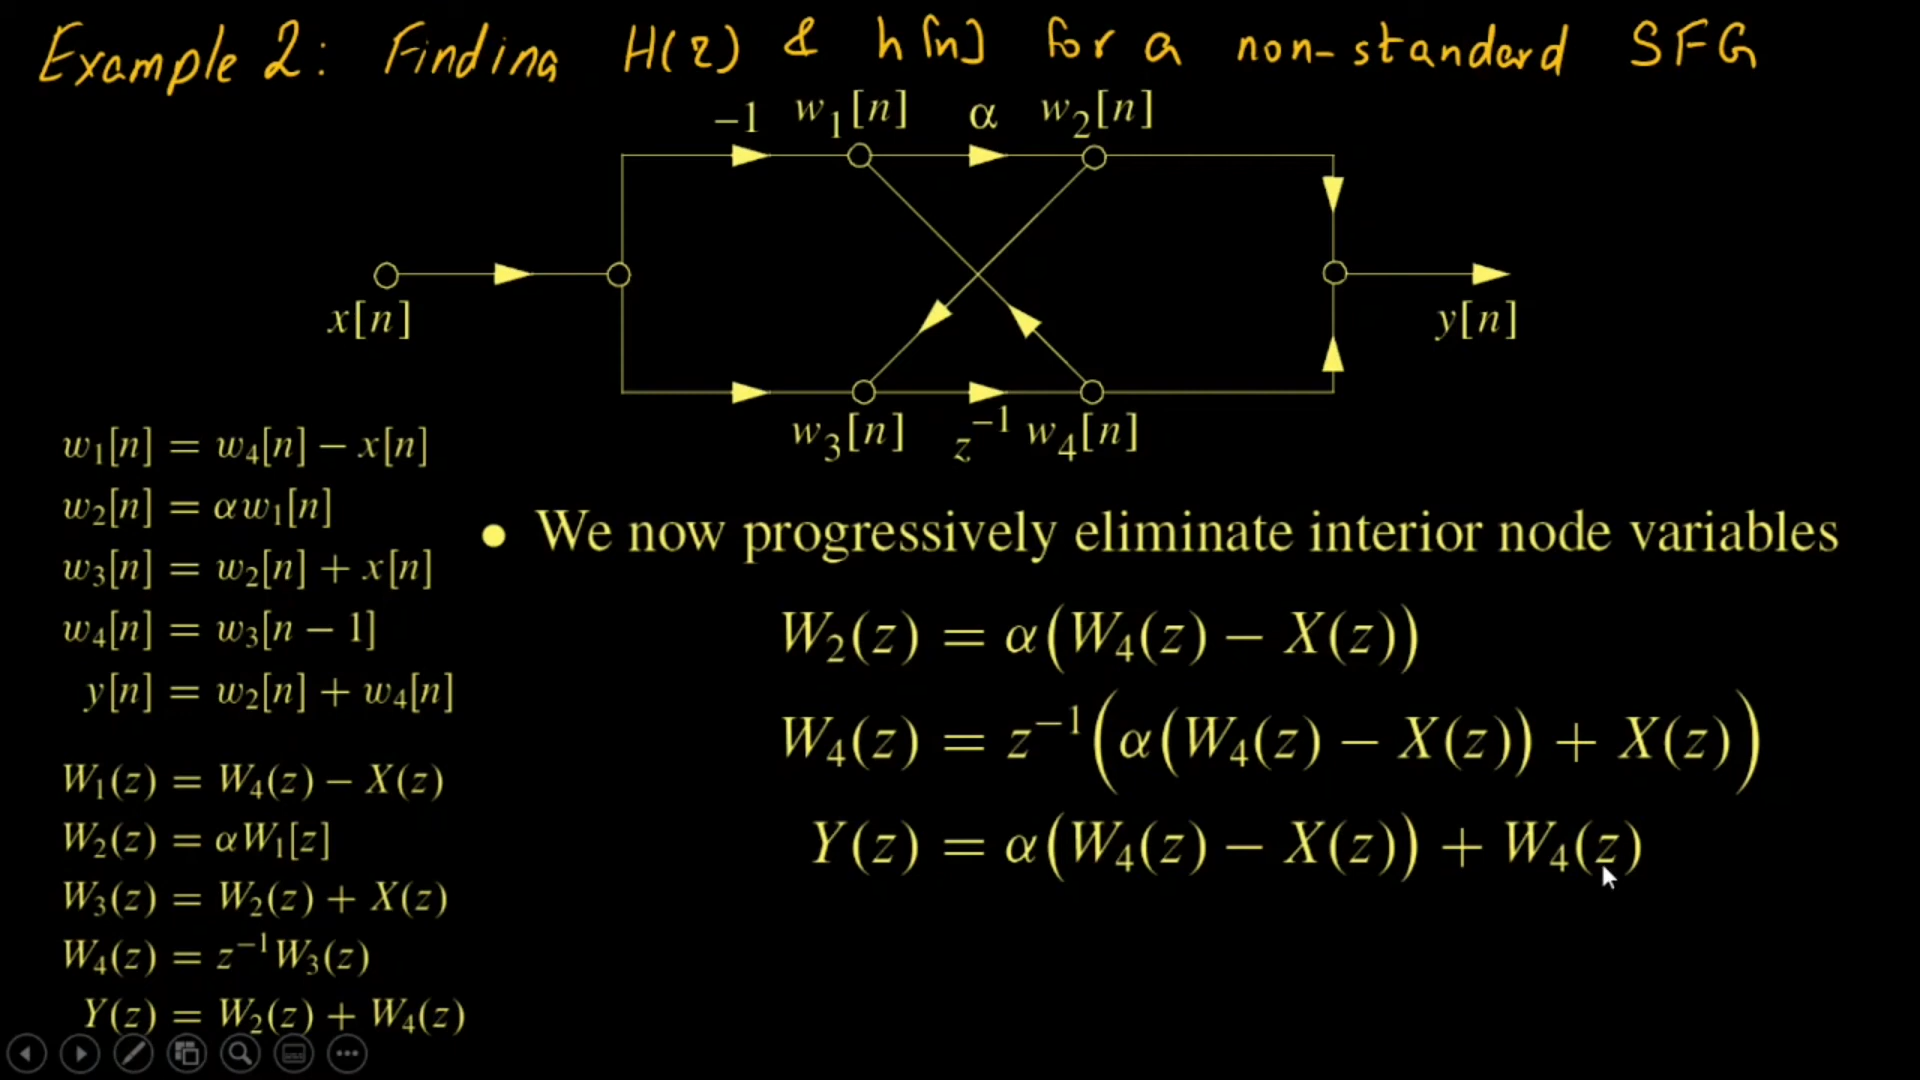 Example 2: Finding H(z) & h[n] for a non-standard SFG
−1 w₁[n] α w₂[n]
x[n] y[n]
w₃[n] z⁻¹ w₄[n]
w₁[n] = w₄[n] − x[n]
w₂[n] = αw₁[n]
w₃[n] = w₂[n] + x[n]
w₄[n] = w₃[n − 1]
y[n] = w₂[n] + w₄[n]
W₁(z) = W₄(z) − X(z)
W₂(z) = αW₁[z]
W₃(z) = W₂(z) + X(z)
W₄(z) = z⁻¹W₃(z)
Y(z) = W₂(z) + W₄(z)
• We now progressively eliminate interior node variables
W₂(z) = α(W₄(z) − X(z))
W₄(z) = z⁻¹(α(W₄(z) − X(z)) + X(z))
Y(z) = α(W₄(z) − X(z)) + W₄(z)